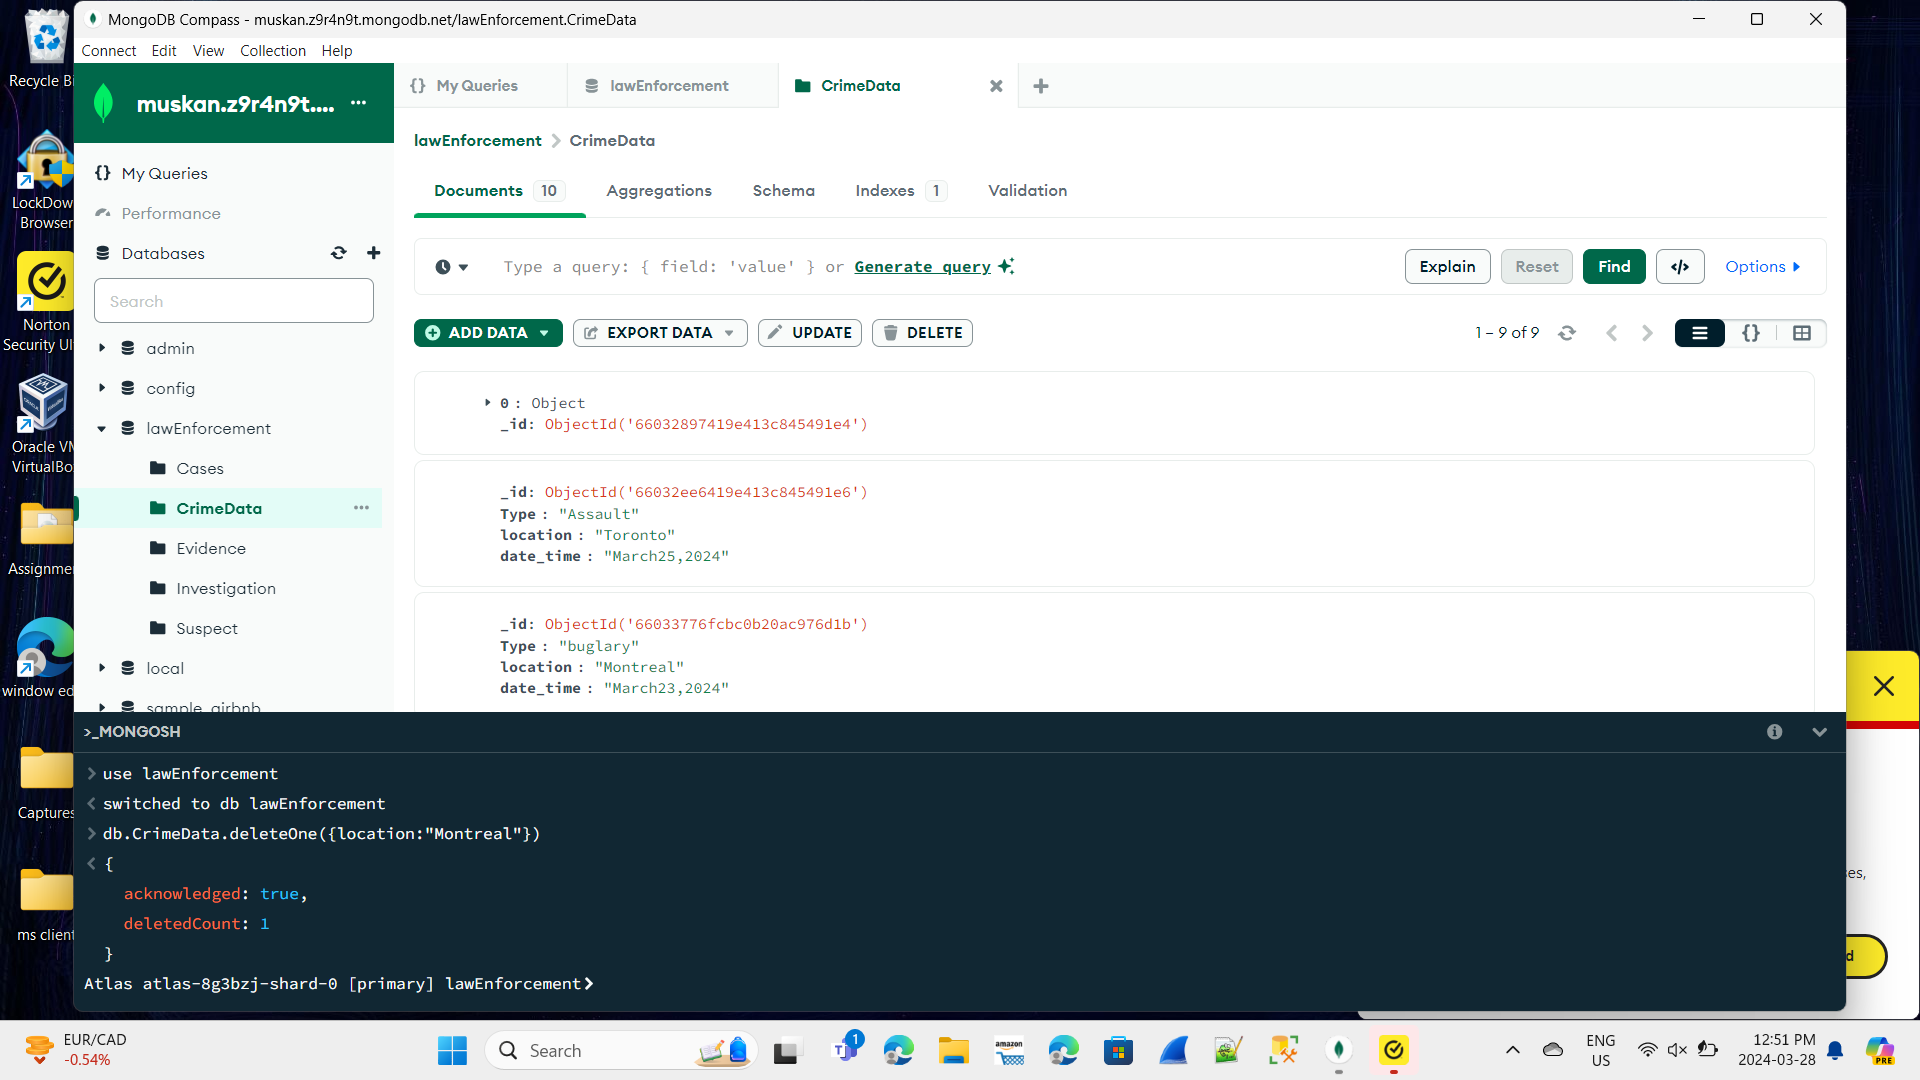 MongoDB Compass - muskan.z9r4n9t.mongodb.net/lawEnforcement.CrimeData
Connect Edit View Collection Help
Recycle Bi
LockDow
Browser
Norton
Security Ul
Oracle VM
VirtualBo
Assignme
window ed
Captures
ms client
muskan.z9r4n9t....
My Queries
Performance
Databases
Search
admin
config
lawEnforcement
Cases
CrimeData
Evidence
Investigation
Suspect
local
sample_airbnb
{} My Queries lawEnforcement CrimeData
lawEnforcement > CrimeData
Documents 10 Aggregations Schema Indexes 1 Validation
Type a query: { field: 'value' } or Generate query
Explain Reset Find </> Options
ADD DATA EXPORT DATA UPDATE DELETE 1 – 9 of 9 {}
0 : Object
_id: ObjectId('66032897419e413c845491e4')
_id: ObjectId('66032ee6419e413c845491e6')
Type : "Assault"
location : "Toronto"
date_time : "March25,2024"
_id: ObjectId('66033776fcbc0b20ac976d1b')
Type : "buglary"
location : "Montreal"
date_time : "March23,2024"
>_MONGOSH
> use lawEnforcement
< switched to db lawEnforcement
> db.CrimeData.deleteOne({location:"Montreal"})
< {
acknowledged: true,
deletedCount: 1
}
Atlas atlas-8g3bzj-shard-0 [primary] lawEnforcement>
es,
d
EUR/CAD
-0.54%
Search
1
amazon
ENG
US
12:51 PM
2024-03-28
PRE